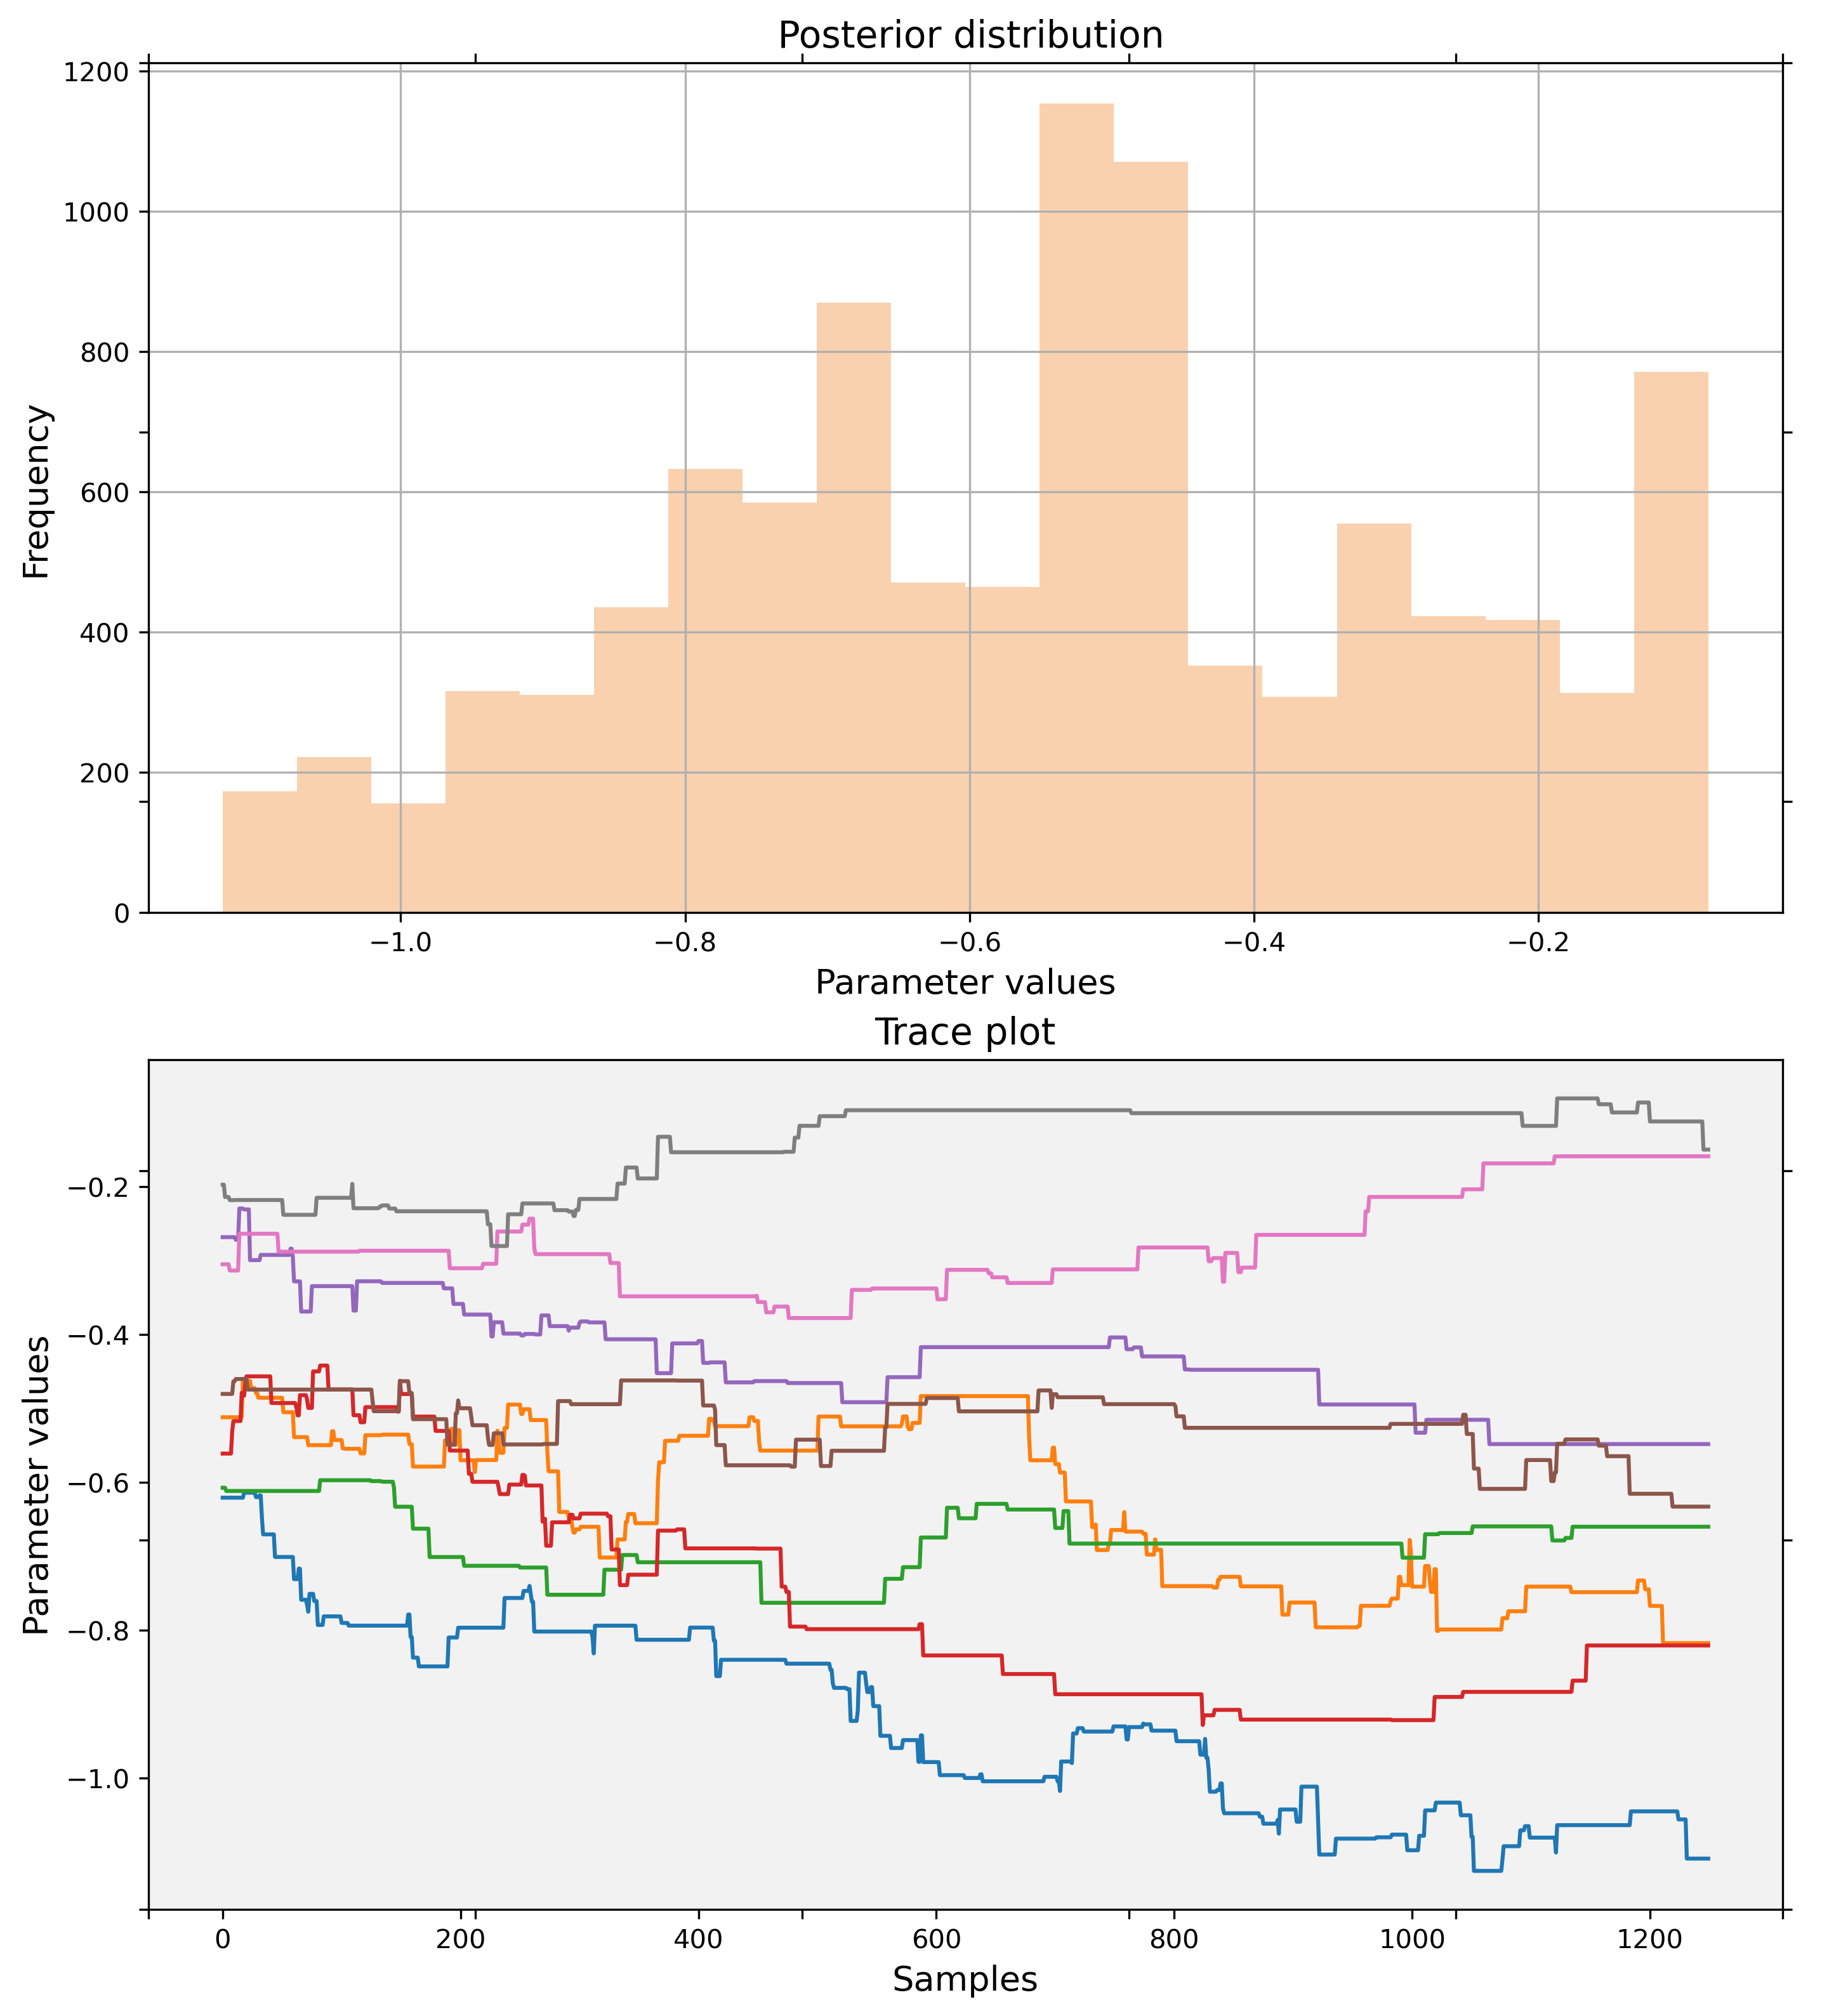 Posterior distribution
1200
1000
800
600
400
200
0
Frequency
−1.0 −0.8 −0.6 −0.4 −0.2
Parameter values
Trace plot
−0.2
−0.4
−0.6
−0.8
−1.0
Parameter values
0 200 400 600 800 1000 1200
Samples